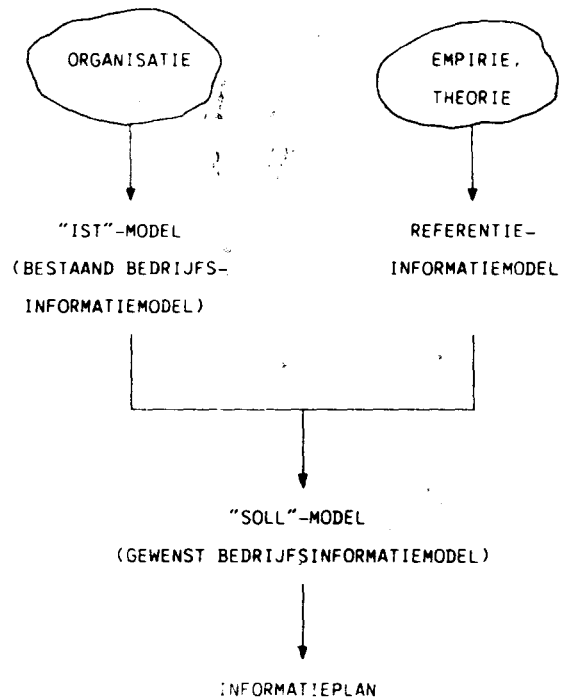 ORGANISATIE
EMPIRIE,
THEORIE
"IST"-MODEL
(BESTAAND BEDRIJFS-
INFORMATIEMODEL)
REFERENTIE-
INFORMATIEMODEL
"SOLL"-MODEL
(GEWENST BEDRIJFSINFORMATIEMODEL)
INFORMATIEPLAN